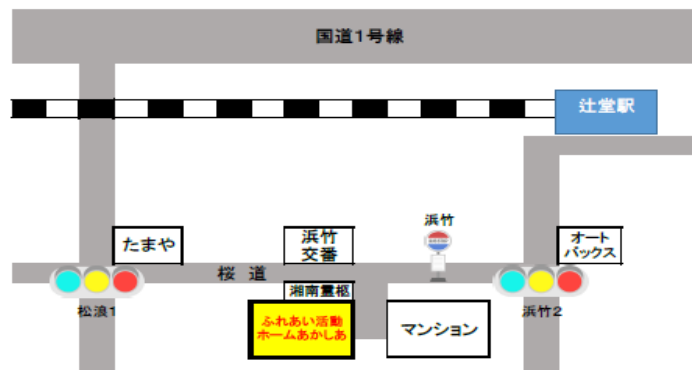 国道1号線
辻堂駅
浜竹
たまや
浜竹
交番
オート
バックス
桜 道
湘南霊柩
松浪1
ふれあい活動
ホームあかしあ
マンション
浜竹2